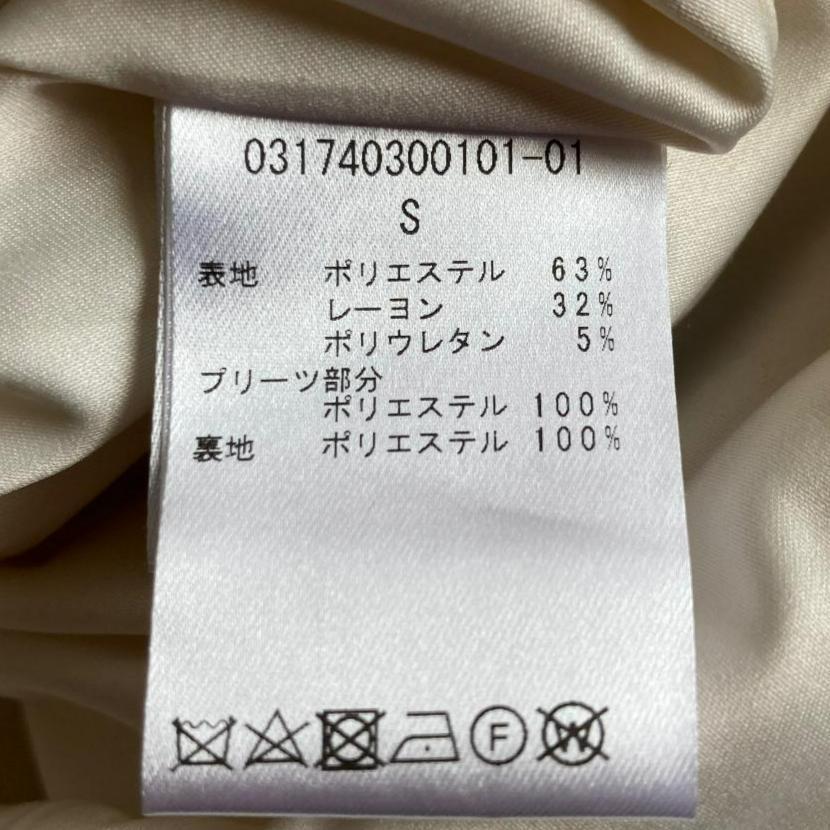 031740300101-01
S
表地 ポリエステル 63%
レーヨン 32%
ポリウレタン 5%
プリーツ部分
ポリエステル 100%
裏地 ポリエステル 100%
F W